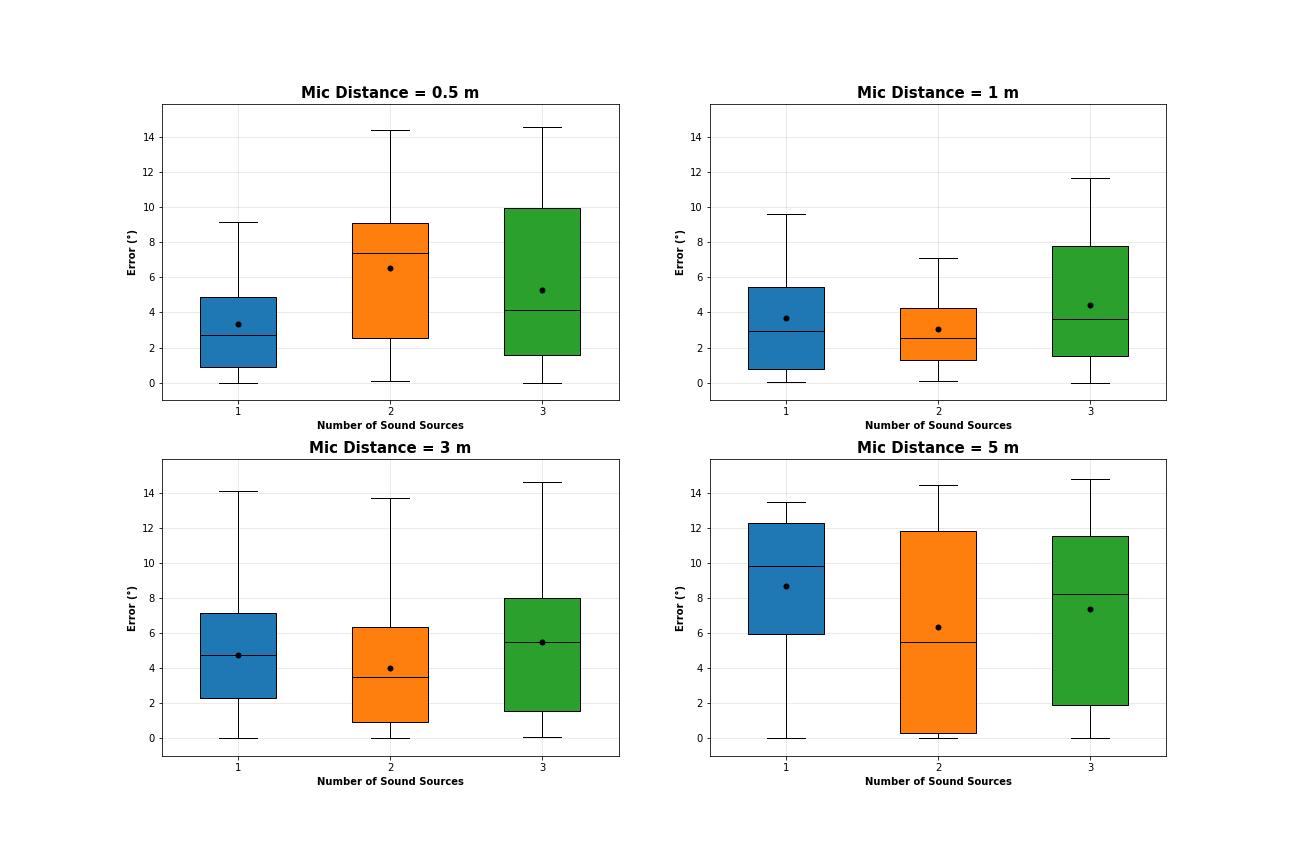 Mic Distance = 0.5 m
14
12
10
8
6
4
2
0
Error (°)
1 2 3
Number of Sound Sources
Mic Distance = 1 m
14
12
10
8
6
4
2
0
Error (°)
1 2 3
Number of Sound Sources
Mic Distance = 3 m
14
12
10
8
6
4
2
0
Error (°)
1 2 3
Number of Sound Sources
Mic Distance = 5 m
14
12
10
8
6
4
2
0
Error (°)
1 2 3
Number of Sound Sources